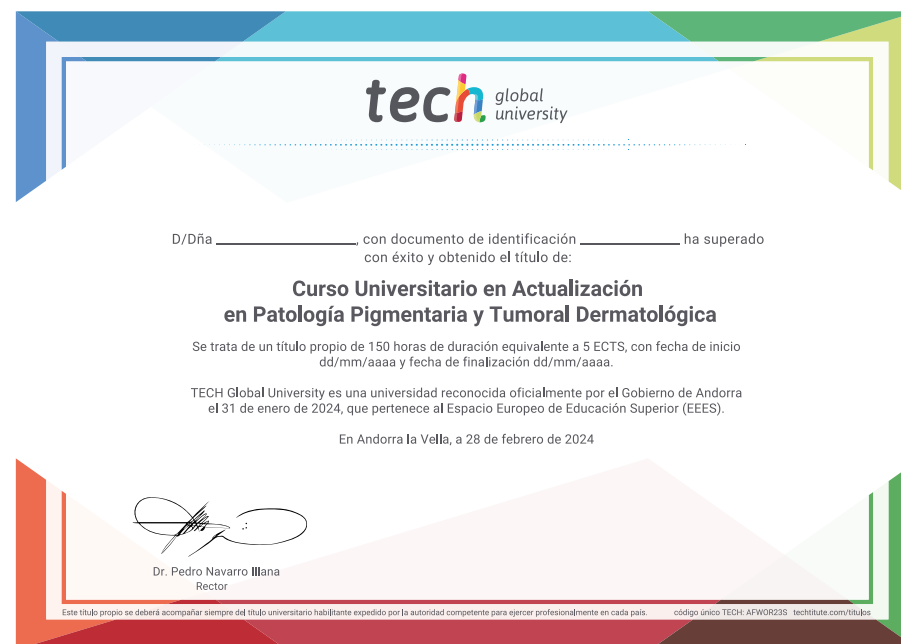 tech global university
D/Dña ____________, con documento de identificación ____________ ha superado
con éxito y obtenido el título de:
Curso Universitario en Actualización
en Patología Pigmentaria y Tumoral Dermatológica
Se trata de un título propio de 150 horas de duración equivalente a 5 ECTS, con fecha de inicio
dd/mm/aaaa y fecha de finalización dd/mm/aaaa.
TECH Global University es una universidad reconocida oficialmente por el Gobierno de Andorra
el 31 de enero de 2024, que pertenece al Espacio Europeo de Educación Superior (EEES).
En Andorra la Vella, a 28 de febrero de 2024
Dr. Pedro Navarro Illana
Rector
Este título propio se deberá acompañar siempre del título universitario habilitante expedido por la autoridad competente para ejercer profesionalmente en cada país. código único TECH: AFWOR23S techtitute.com/titulos